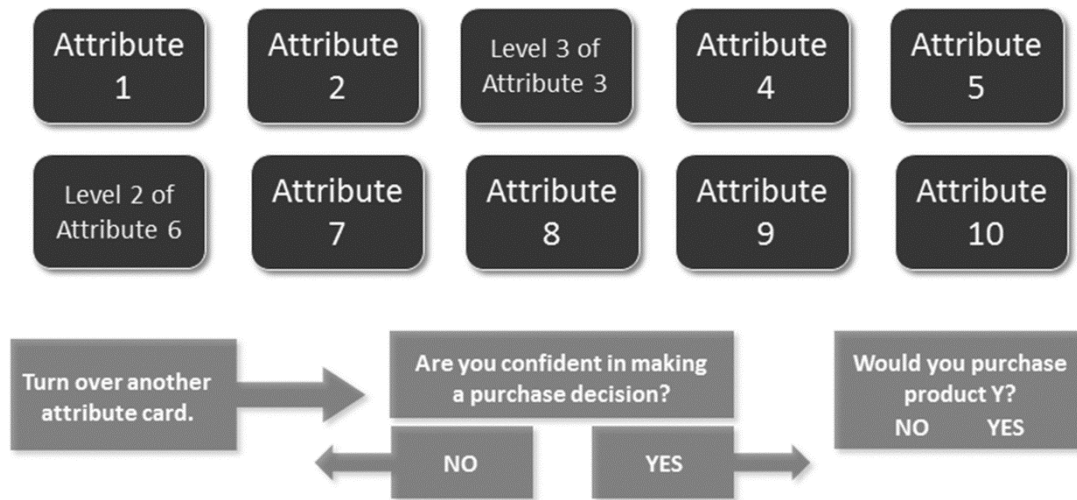 Attribute
1
Attribute
2
Level 3 of
Attribute 3
Attribute
4
Attribute
5
Level 2 of
Attribute 6
Attribute
7
Attribute
8
Attribute
9
Attribute
10
Turn over another
attribute card.
Are you confident in making
a purchase decision?
NO
YES
Would you purchase
product Y?
NO YES